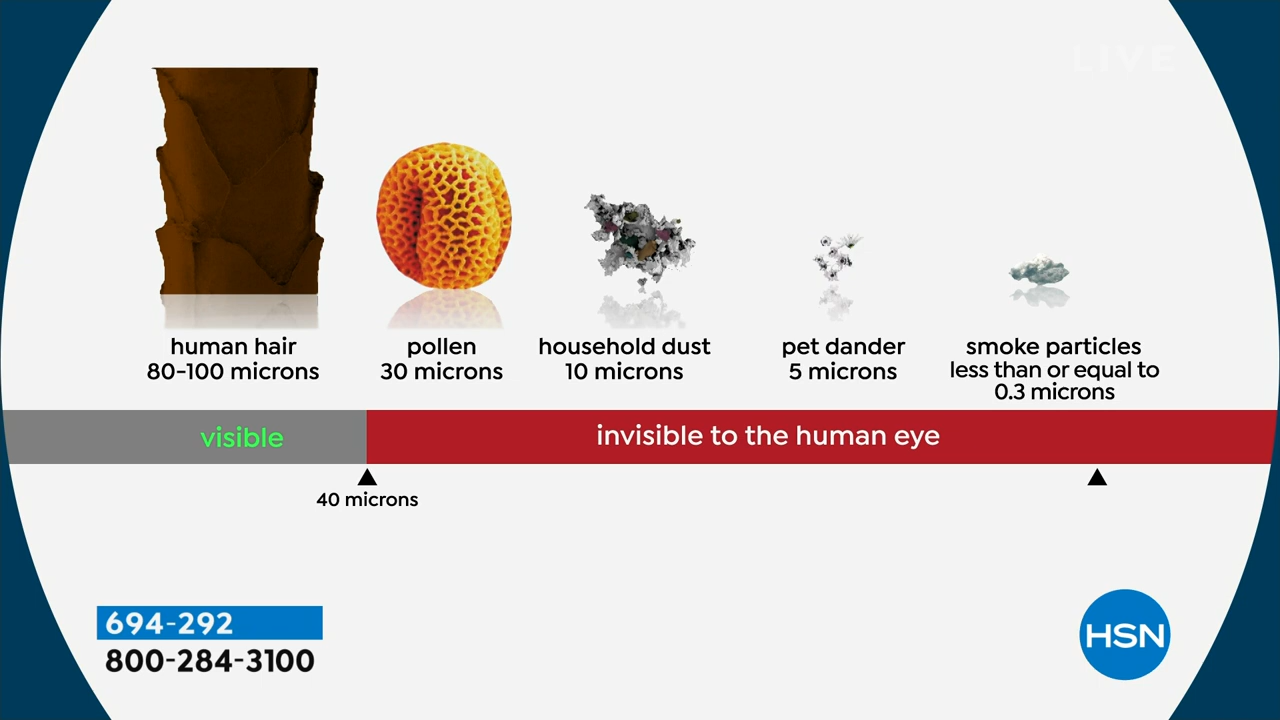 LIVE
human hair
80-100 microns
pollen
30 microns
household dust
10 microns
pet dander
5 microns
smoke particles
less than or equal to
0.3 microns
visible
invisible to the human eye
40 microns
694-292
800-284-3100
HSN